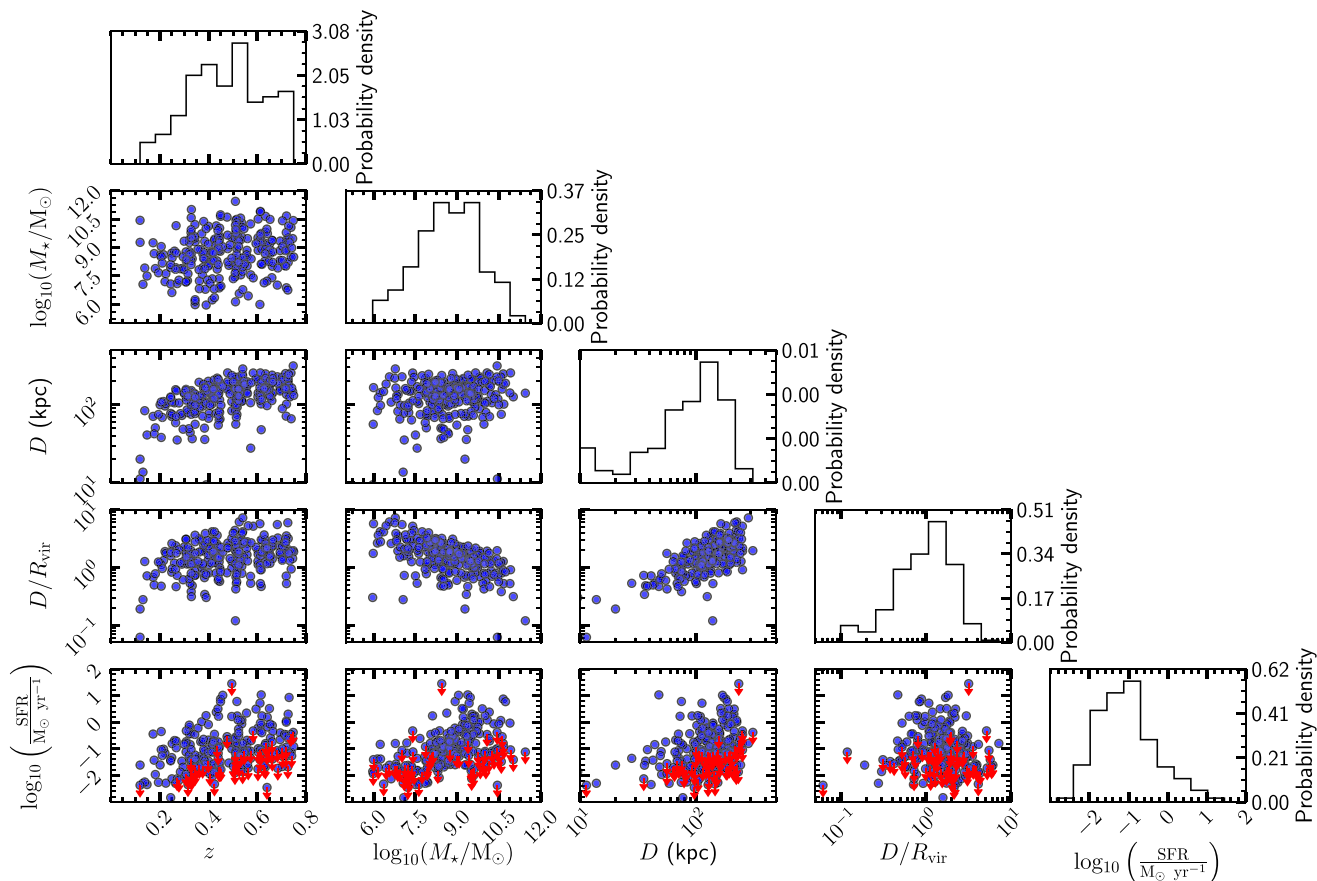 3.08
2.05
1.03
0.00
Probability density
log₁₀(M⋆/M⊙)
12.0
10.5
9.0
7.5
6.0
0.37
0.25
0.12
0.00
Probability density
D (kpc)
10²
10¹
0.01
0.00
0.00
0.00
Probability density
D/Rvir
10¹
10⁰
10⁻¹
0.51
0.34
0.17
0.00
Probability density
log₁₀ (SFR / M⊙ yr⁻¹)
2
1
0
−1
−2
0.62
0.41
0.21
0.00
Probability density
0.2 0.4 0.6 0.8
z
6.0 7.5 9.0 12.0
log₁₀(M⋆/M⊙)
10¹ 10²
D (kpc)
10⁻¹ 10⁰ 10¹
D/Rvir
−2 −1 0 1 2
log₁₀ (SFR / M⊙ yr⁻¹)